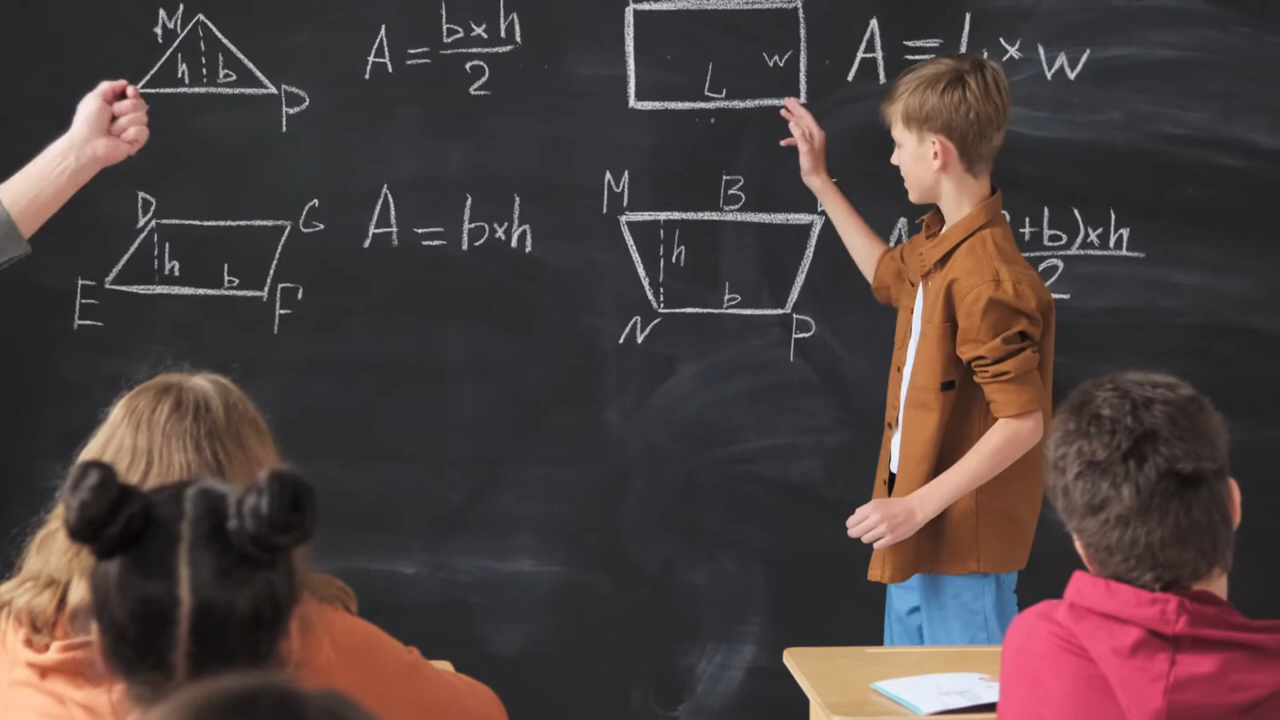 M
h b
P
A = b×h
2
L
w
A = L × w
D
G
h
b
E
F
A = b×h
M
B
h
b
N
P
+b)×h
2